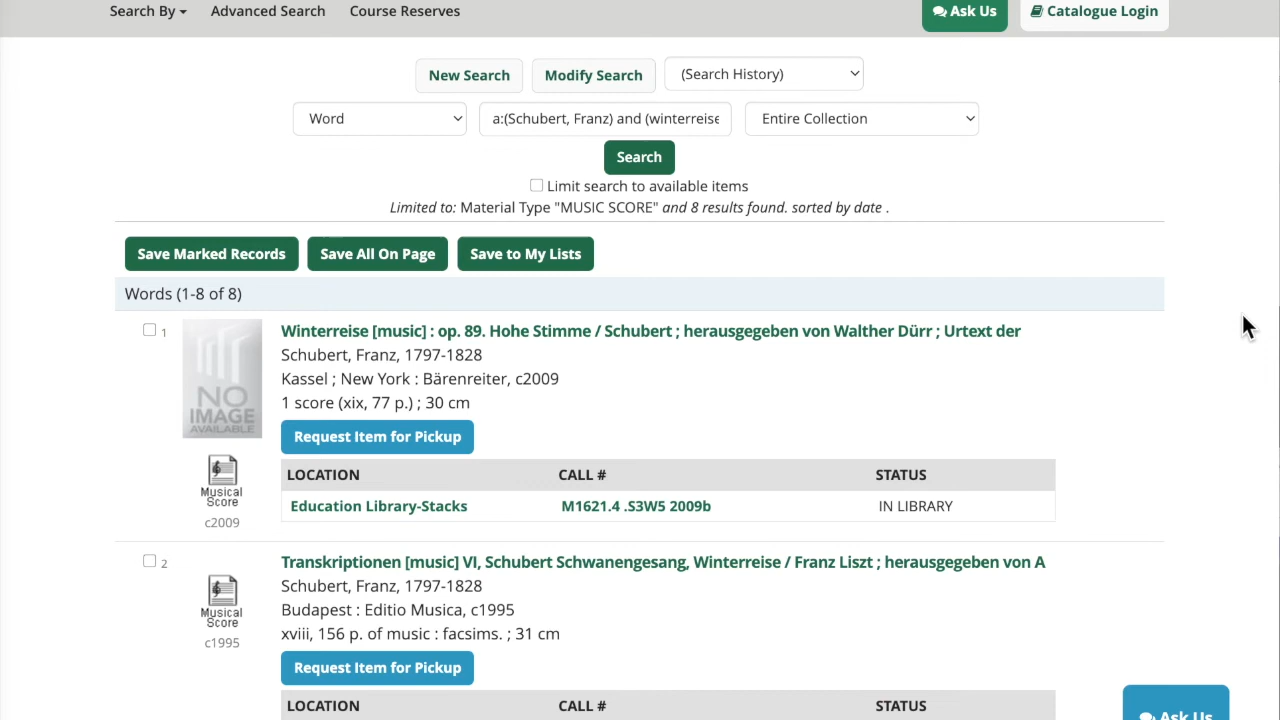 Search By Advanced Search Course Reserves Ask Us Catalogue Login
New Search Modify Search (Search History)
Word a:(Schubert, Franz) and (winterreise Entire Collection
Search
Limit search to available items
Limited to: Material Type "MUSIC SCORE" and 8 results found. sorted by date .
Save Marked Records Save All On Page Save to My Lists
Words (1-8 of 8)
1 Winterreise [music] : op. 89. Hohe Stimme / Schubert ; herausgegeben von Walther Dürr ; Urtext der
Schubert, Franz, 1797-1828
Kassel ; New York : Bärenreiter, c2009
1 score (xix, 77 p.) ; 30 cm
NO
IMAGE
AVAILABLE
Request Item for Pickup
Musical
Score
c2009
LOCATION CALL # STATUS
Education Library-Stacks M1621.4 .S3W5 2009b IN LIBRARY
2 Transkriptionen [music] VI, Schubert Schwanengesang, Winterreise / Franz Liszt ; herausgegeben von A
Schubert, Franz, 1797-1828
Budapest : Editio Musica, c1995
xviii, 156 p. of music : facsims. ; 31 cm
Musical
Score
c1995
Request Item for Pickup
LOCATION CALL # STATUS
Ask Us